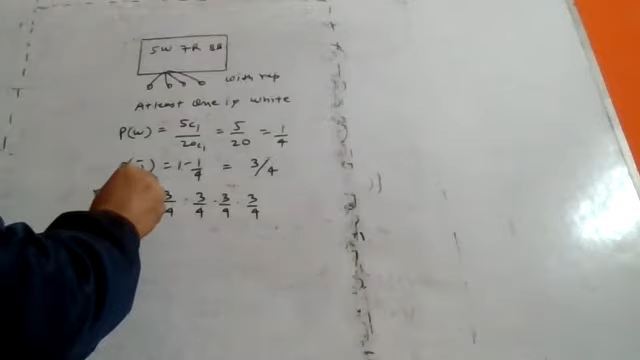 5W 7R 8B
with rep
Atleast one is white
P(W) = 5C₁/20C₁ = 5/20 = 1/4
= 1 - 1/4 = 3/4
3/4 · 3/4 · 3/4 · 3/4